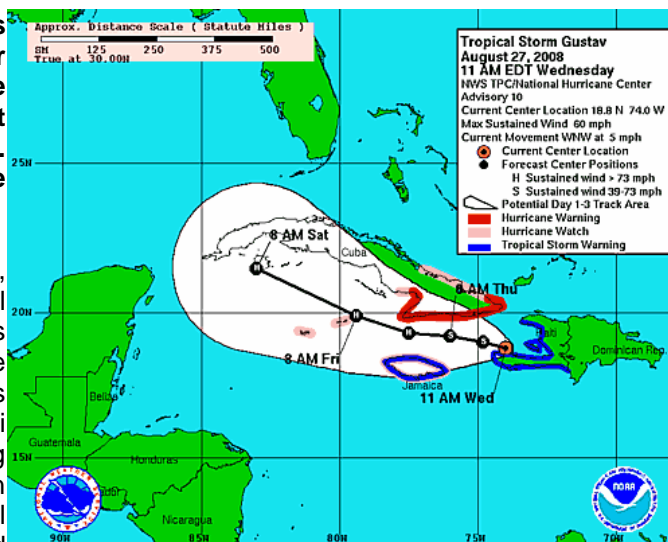 Approx. Distance Scale ( Statute Miles )
SM 125 250 375 500
True at 30.00N
Tropical Storm Gustav
August 27, 2008
11 AM EDT Wednesday
NWS TPC/National Hurricane Center
Advisory 10
Current Center Location 18.8 N 74.0 W
Max Sustained Wind 60 mph
Current Movement WNW at 5 mph
Current Center Location
Forecast Center Positions
H Sustained wind > 73 mph
S Sustained wind 39-73 mph
Potential Day 1-3 Track Area
Hurricane Warning
Hurricane Watch
Tropical Storm Warning
25N
8 AM Sat
Cuba
8 AM Thu
20N
H
H
H
S
S
Haiti
Dominican Rep.
8 AM Fri
Jamaica
11 AM Wed
Belize
15N
Guatemala
Honduras
Nicaragua
NOAA
90W
85W
80W
75W
70W